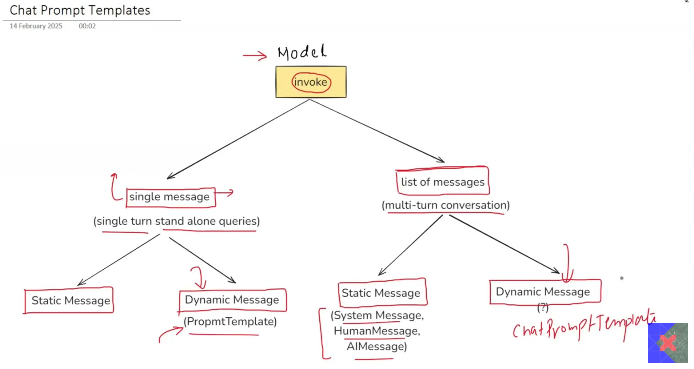 Chat Prompt Templates
14 February 2025 00:02
Model
invoke
single message
list of messages
(single turn stand alone queries)
(multi-turn conversation)
Static Message
Dynamic Message
(PropmtTemplate)
Static Message
(System Message,
HumanMessage,
AIMessage)
Dynamic Message
(?)
ChatPromptTemplate